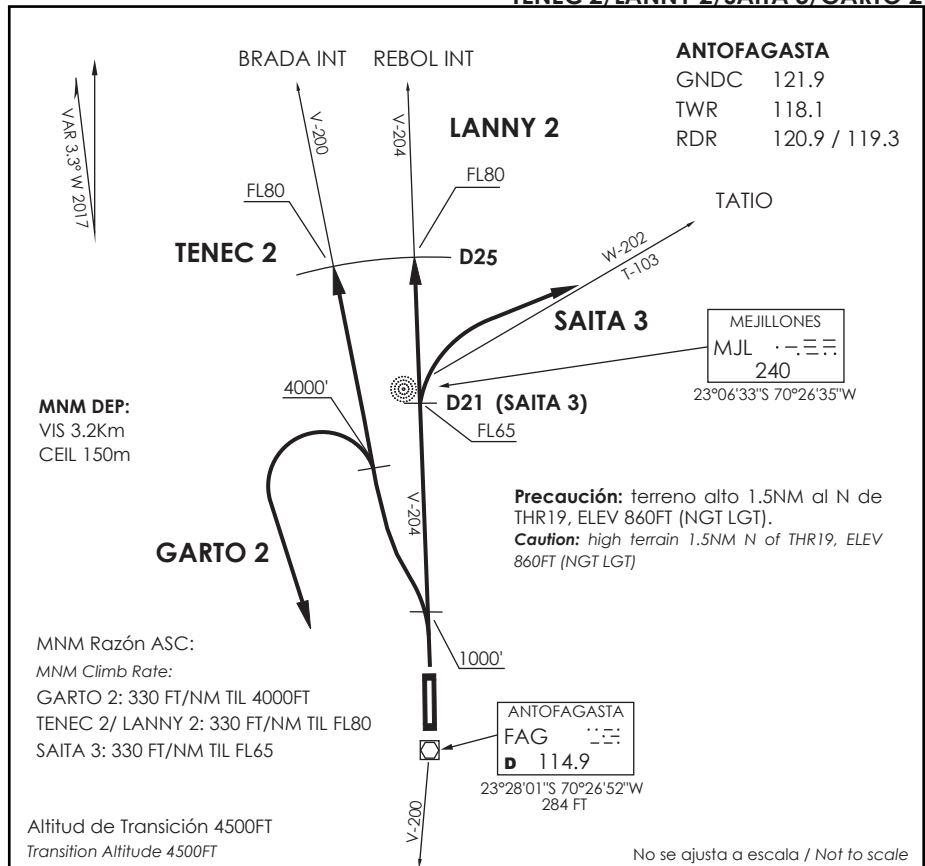 TENEC 2/LANNY 2/SAITA 3/GARTO 2
ANTOFAGASTA
GNDC 121.9
TWR 118.1
RDR 120.9 / 119.3
BRADA INT
REBOL INT
VAR 3.3° W 2017
V-200
V-204
LANNY 2
FL80
FL80
TATIO
TENEC 2
D25
W-202
T-103
SAITA 3
MEJILLONES
MJL
240
23°06'33"S 70°26'35"W
4000'
D21 (SAITA 3)
FL65
MNM DEP:
VIS 3.2Km
CEIL 150m
V-204
Precaución: terreno alto 1.5NM al N de
THR19, ELEV 860FT (NGT LGT).
Caution: high terrain 1.5NM N of THR19, ELEV
860FT (NGT LGT)
GARTO 2
1000'
MNM Razón ASC:
MNM Climb Rate:
GARTO 2: 330 FT/NM TIL 4000FT
TENEC 2/ LANNY 2: 330 FT/NM TIL FL80
SAITA 3: 330 FT/NM TIL FL65
ANTOFAGASTA
FAG
D 114.9
23°28'01"S 70°26'52"W
284 FT
V-200
Altitud de Transición 4500FT
Transition Altitude 4500FT
No se ajusta a escala / Not to scale